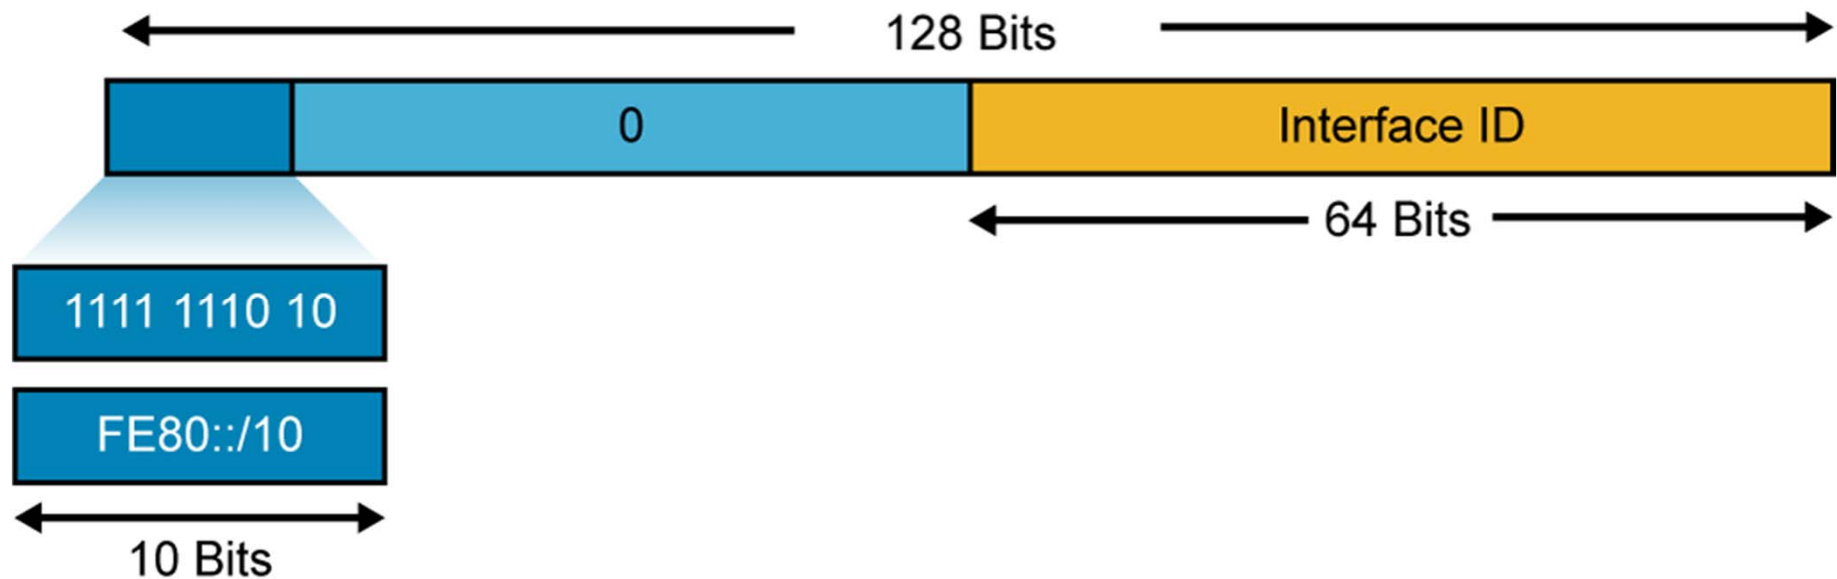 128 Bits
0
Interface ID
64 Bits
1111 1110 10
FE80::/10
10 Bits